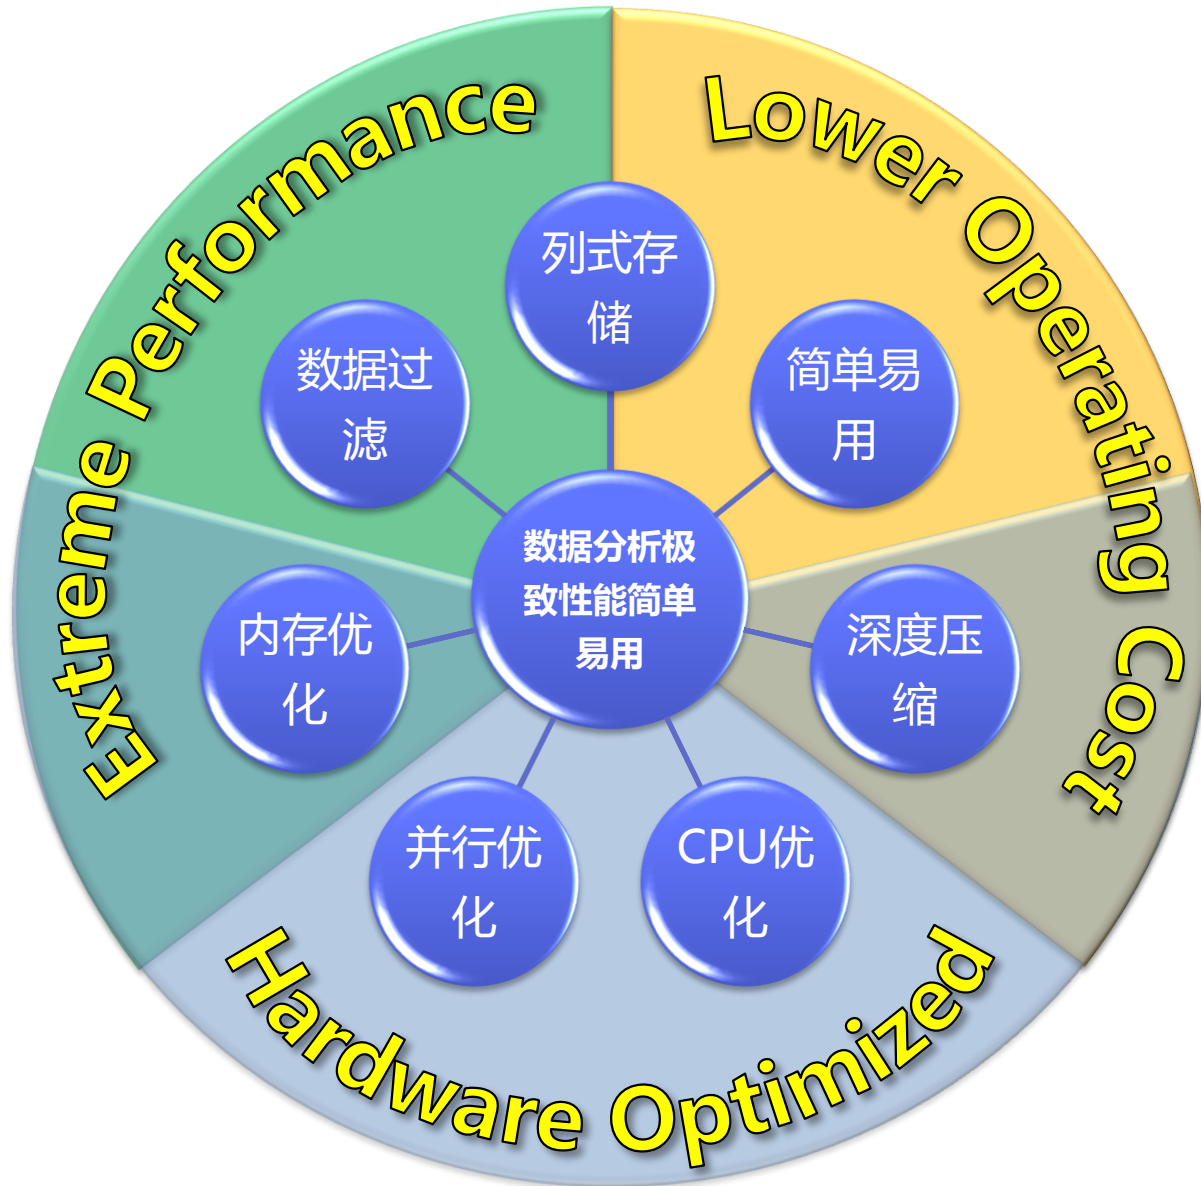 Extreme Performance
Lower Operating Cost
列式存
储
数据过
滤
简单易
用
数据分析极
致性能简单
易用
内存优
化
深度压
缩
并行优
化
CPU优
化
Hardware Optimized